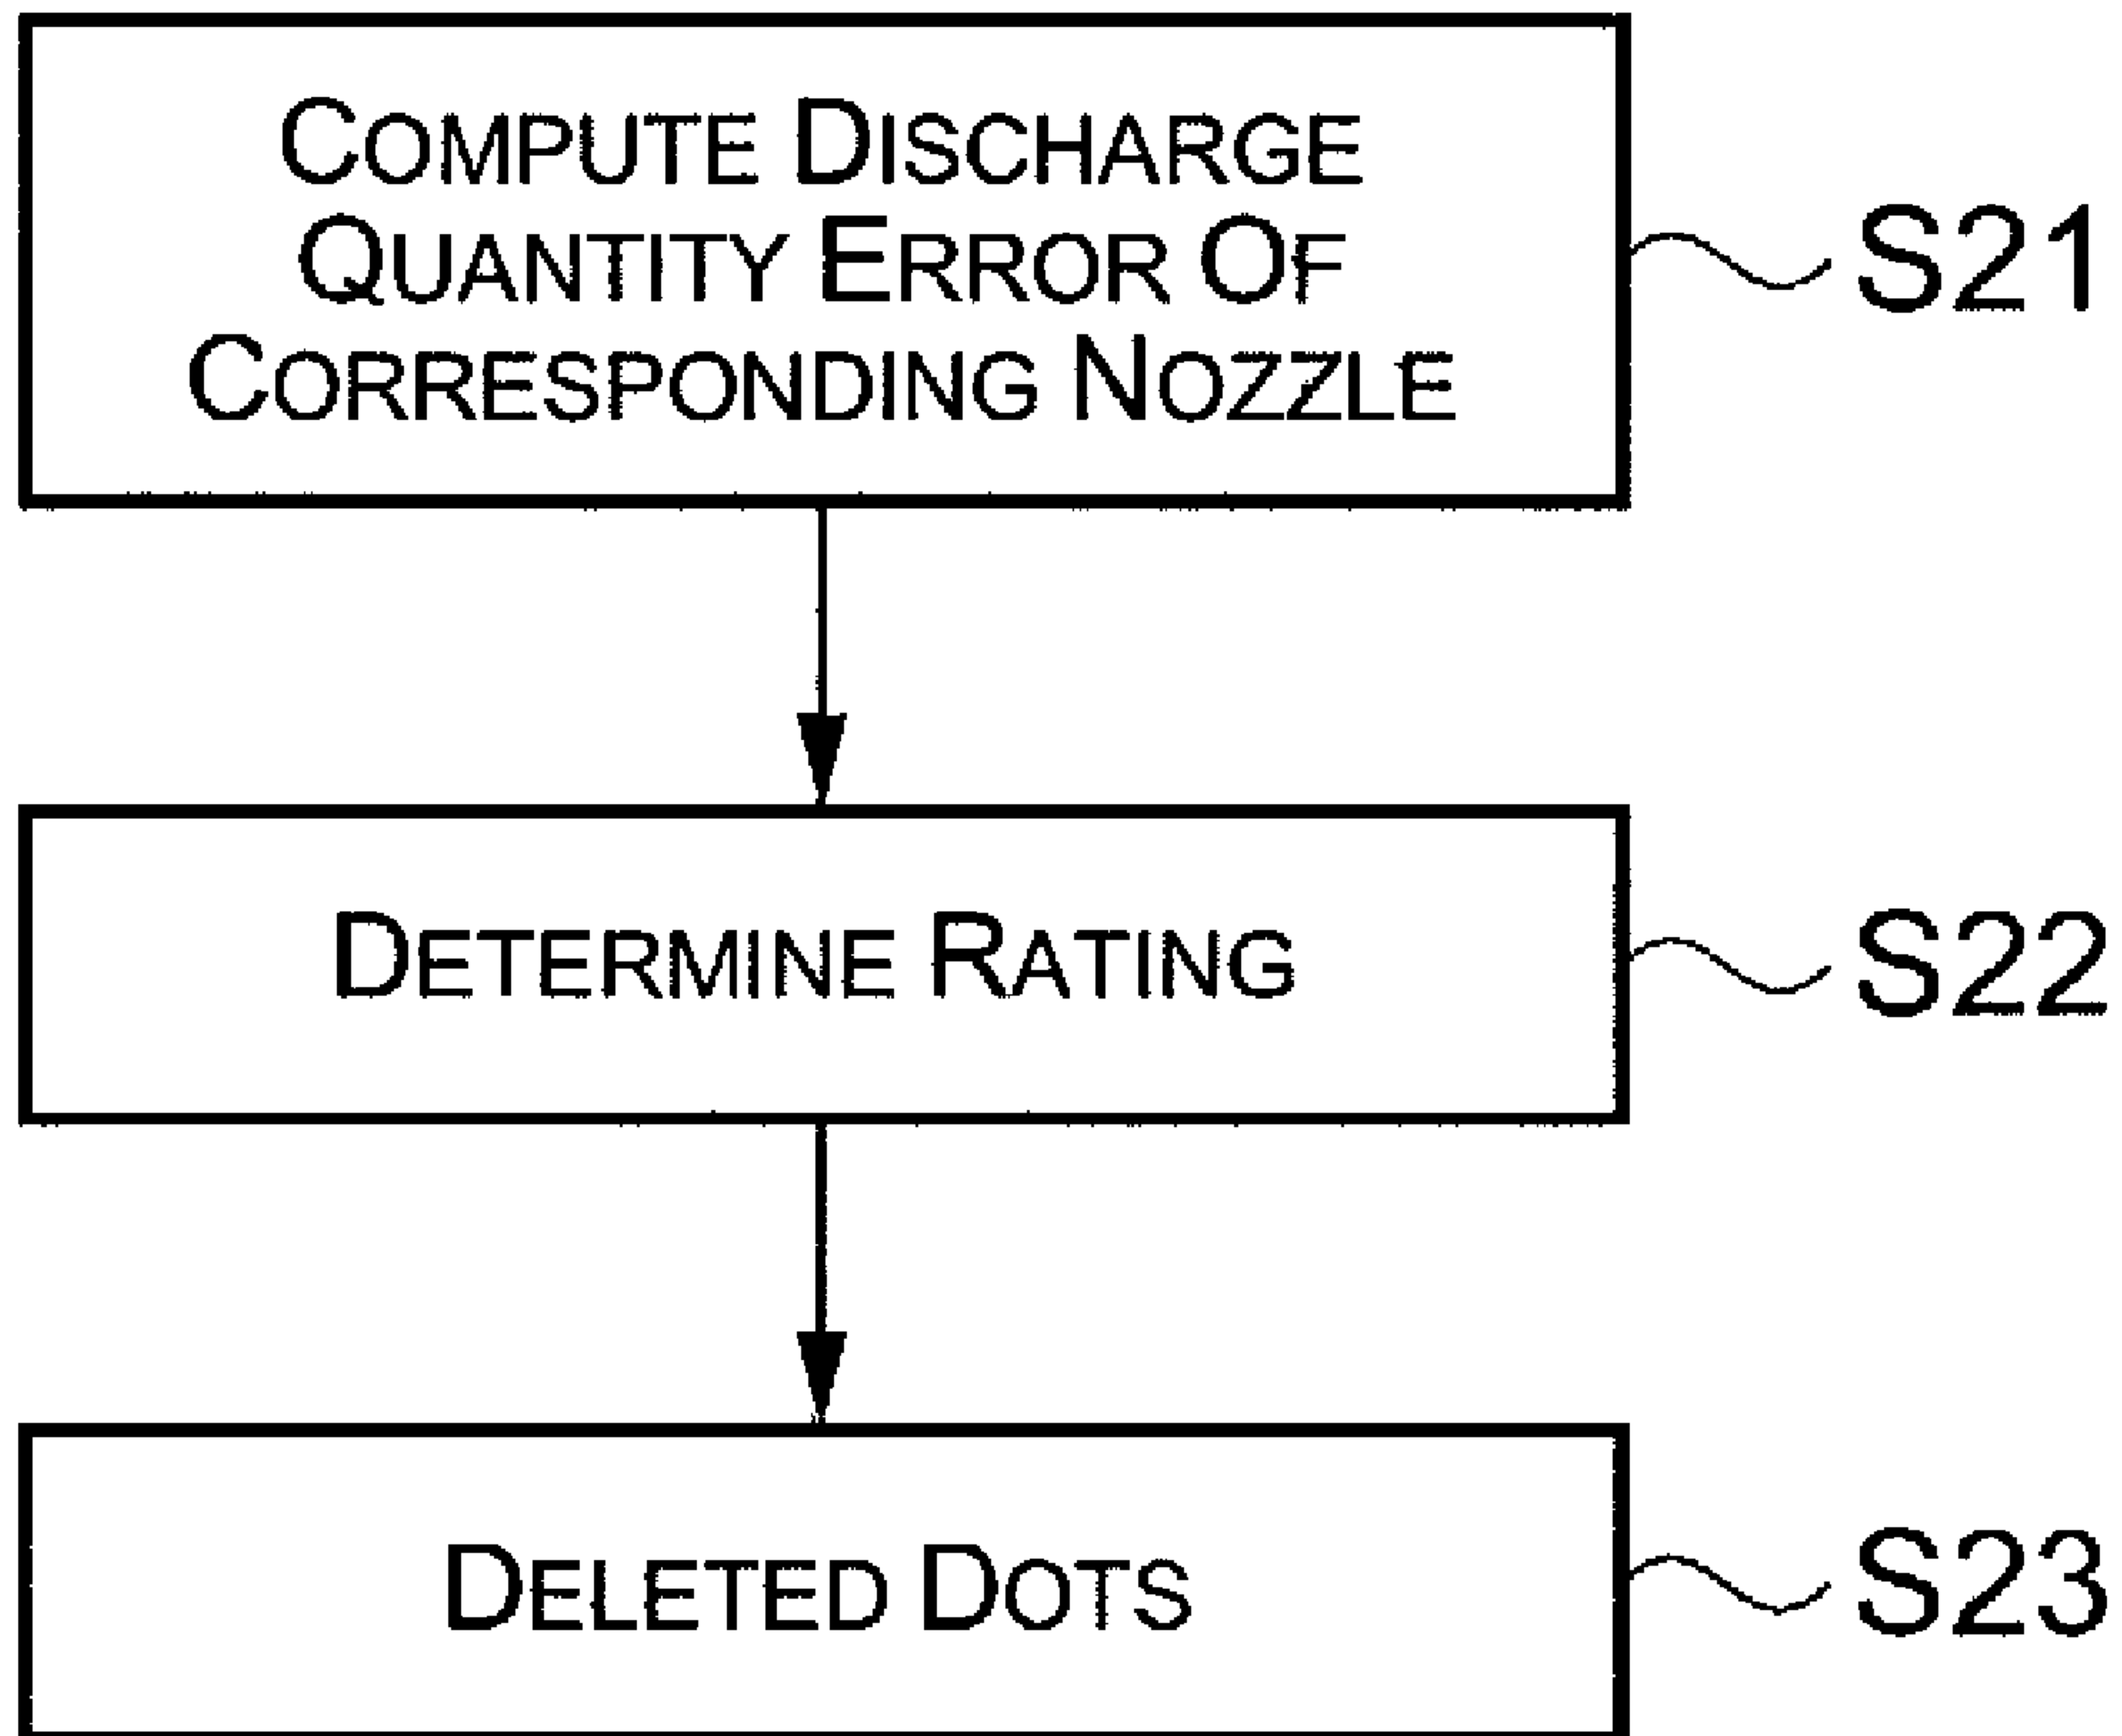 COMPUTE DISCHARGE
QUANTITY ERROR OF
CORRESPONDING NOZZLE
S21
DETERMINE RATING
S22
DELETED DOTS
S23